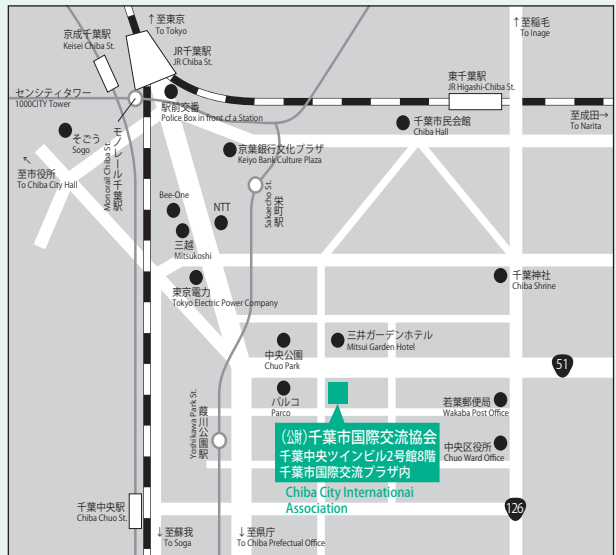 ↑至東京
To Tokyo
↑至稲毛
To Inage
京成千葉駅
Keisei Chiba St.
JR千葉駅
JR Chiba St.
東千葉駅
JR Higashi-Chiba St.
センシティタワー
1000CITY Tower
駅前交番
Police Box in front cf a Station
至成田→
To Narita
千葉市民会館
Chiba Hall
そごう
Sogo
モノレール千葉駅
Monorail Chiba St.
京葉銀行文化プラザ
Keiyo Bank Culture Plaza
↖
至市役所
To Chiba City Hall
栄町駅
Sakaecho St.
Bee-One
NTT
三越
Mitsukoshi
千葉神社
Chiba Shrine
東京電力
Tokyo Electric Power Company
三井ガーデンホテル
Mitsui Garden Hotel
中央公園
Chuo Park
51
パルコ
Parco
若葉郵便局
Wakaba Post Office
葭川公園駅
Yoshikawa Park St.
(公財)千葉市国際交流協会
千葉中央ツインビル2号館8階
千葉市国際交流プラザ内
中央区役所
Chuo Ward Office
Chiba City Internationai
Association
千葉中央駅
Chiba Chuo St.
126
↓至蘇我
To Soga
↓至県庁
To Chiba Prefectual Office